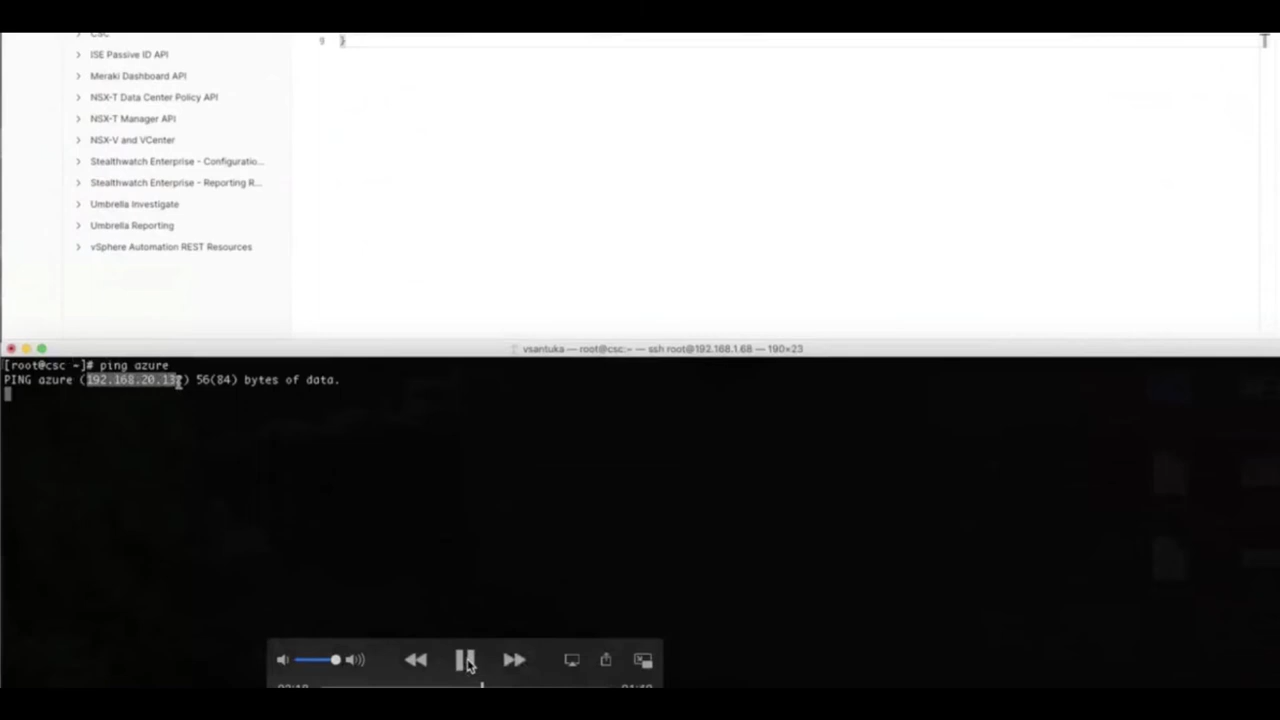 CSC
ISE Passive ID API
Meraki Dashboard API
NSX-T Data Center Policy API
NSX-T Manager API
NSX-V and VCenter
Stealthwatch Enterprise - Configuratio...
Stealthwatch Enterprise - Reporting R...
Umbrella Investigate
Umbrella Reporting
vSphere Automation REST Resources
9 }
vsantuka — root@csc:~ — ssh root@192.168.1.68 — 190×23
[root@csc ~]# ping azure
PING azure (192.168.20.13 ) 56(84) bytes of data.